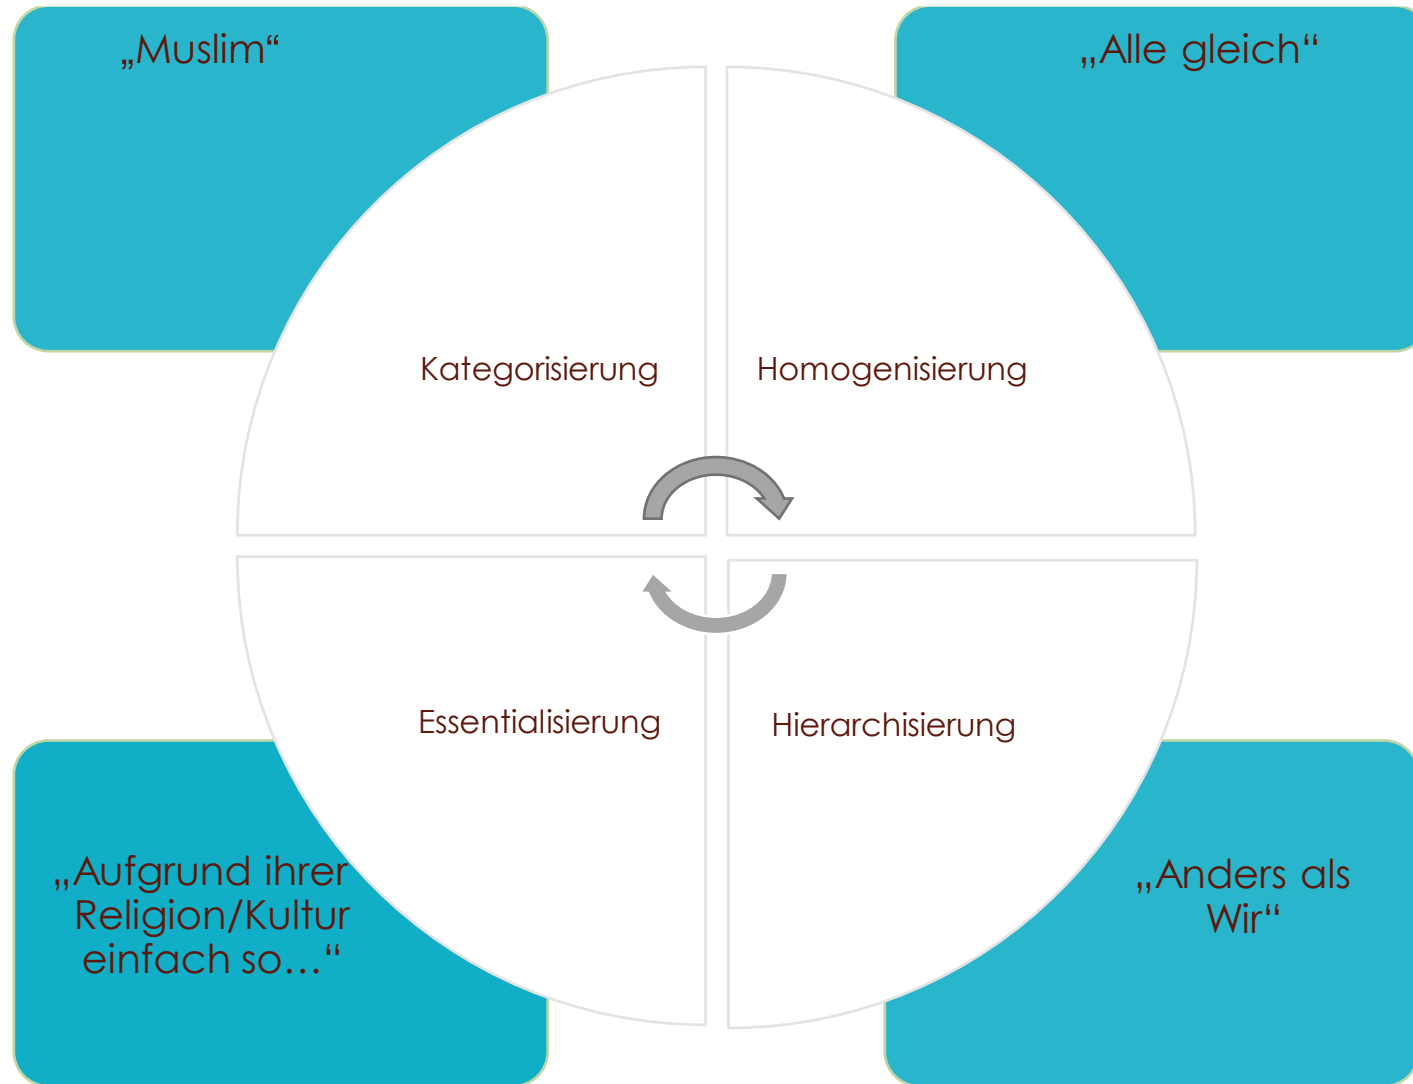 „Muslim“
„Alle gleich“
Kategorisierung
Homogenisierung
Essentialisierung
Hierarchisierung
„Aufgrund ihrer
Religion/Kultur
einfach so…“
„Anders als
Wir“